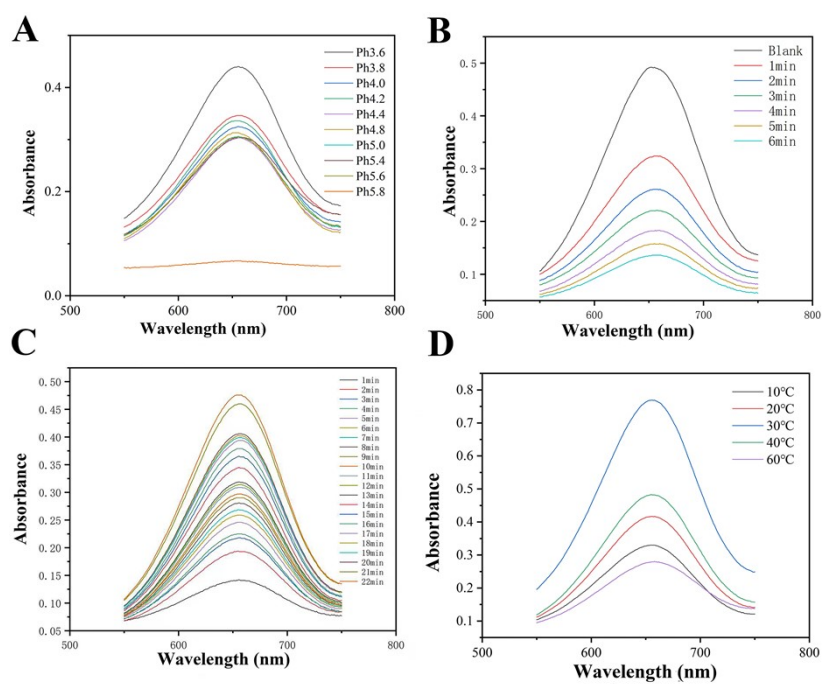 A
Absorbance
0.4
0.2
0.0
500
600
700
800
Wavelength (nm)
Ph3.6
Ph3.8
Ph4.0
Ph4.2
Ph4.4
Ph4.8
Ph5.0
Ph5.4
Ph5.6
Ph5.8
B
Absorbance
0.5
0.4
0.3
0.2
0.1
500
600
700
800
Wavelength (nm)
Blank
1min
2min
3min
4min
5min
6min
C
Absorbance
0.50
0.45
0.40
0.35
0.30
0.25
0.20
0.15
0.10
0.05
500
600
700
800
Wavelength (nm)
1min
2min
3min
4min
5min
6min
7min
8min
9min
10min
11min
12min
13min
14min
15min
16min
17min
18min
19min
20min
21min
22min
D
Absorbance
0.8
0.7
0.6
0.5
0.4
0.3
0.2
0.1
500
600
700
800
Wavelength (nm)
10℃
20℃
30℃
40℃
60℃